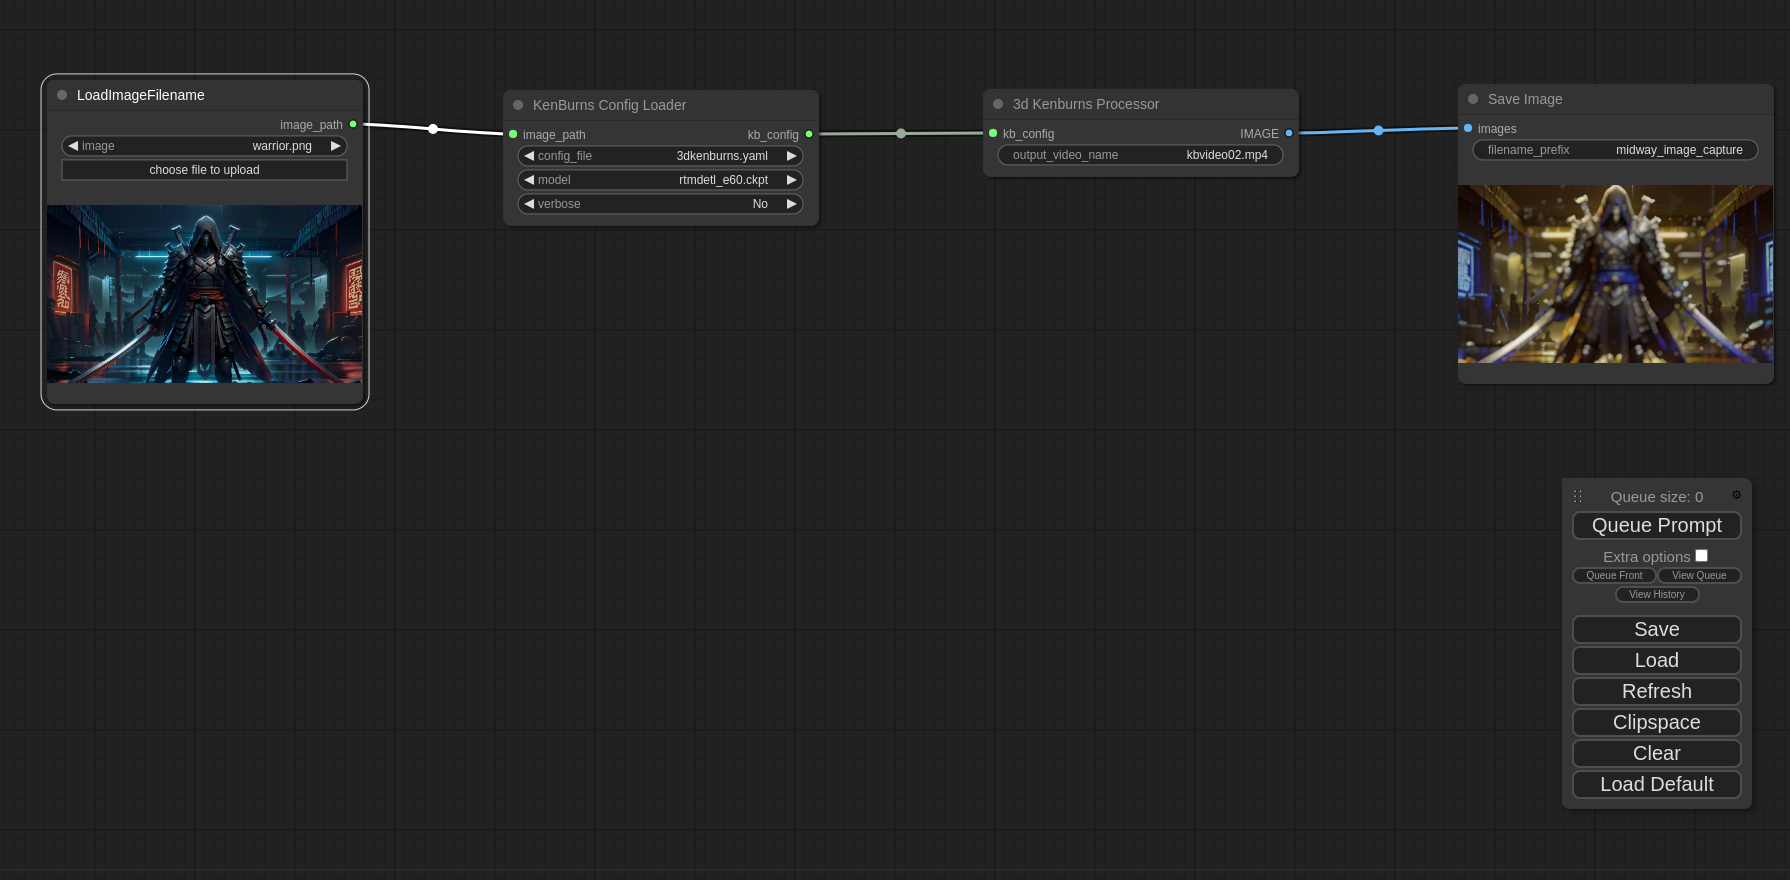 LoadImageFilename
image_path
image warrior.png
choose file to upload
KenBurns Config Loader
image_path kb_config
config_file 3dkenburns.yaml
model rtmdetl_e60.ckpt
verbose No
3d Kenburns Processor
kb_config IMAGE
output_video_name kbvideo02.mp4
Save Image
images
filename_prefix midway_image_capture
Queue size: 0
Queue Prompt
Extra options
Queue Front View Queue
View History
Save
Load
Refresh
Clipspace
Clear
Load Default